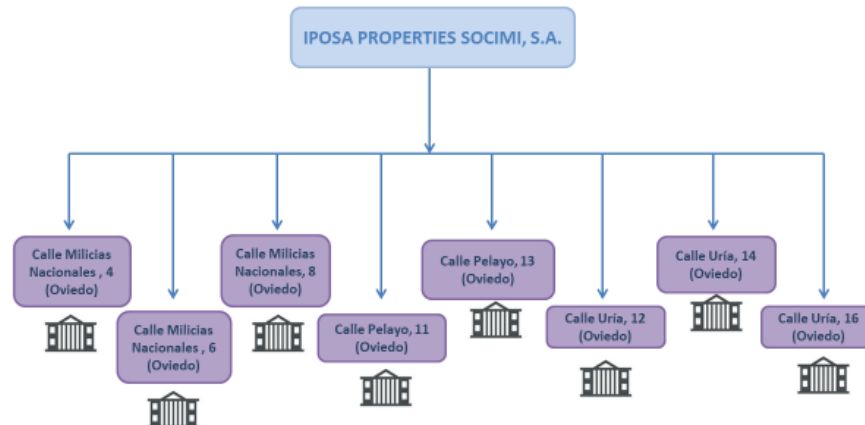 IPOSA PROPERTIES SOCIMI, S.A.
Calle Milicias
Nacionales , 4
(Oviedo)
Calle Milicias
Nacionales , 6
(Oviedo)
Calle Milicias
Nacionales, 8
(Oviedo)
Calle Pelayo, 11
(Oviedo)
Calle Pelayo, 13
(Oviedo)
Calle Uría, 12
(Oviedo)
Calle Uría, 14
(Oviedo)
Calle Uría, 16
(Oviedo)